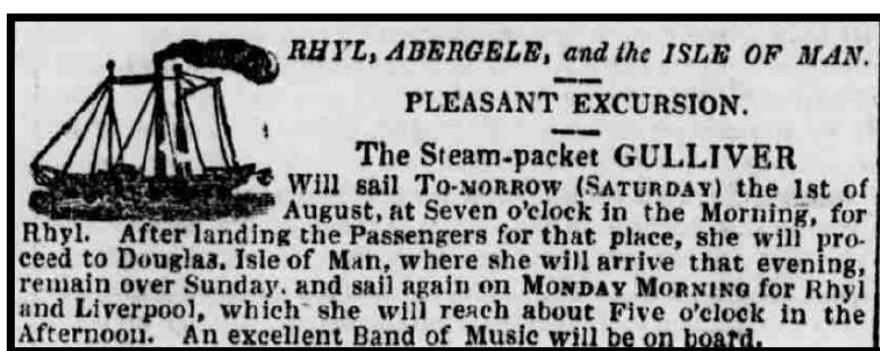 RHYL, ABERGELE, and the ISLE OF MAN.
PLEASANT EXCURSION.
The Steam-packet GULLIVER
Will sail TO-MORROW (SATURDAY) the 1st of
August, at Seven o'clock in the Morning, for
Rhyl. After landing the Passengers for that place, she will pro-
ceed to Douglas, Isle of Man, where she will arrive that evening,
remain over Sunday, and sail again on MONDAY MORNING for Rhyl
and Liverpool, which she will reach about Five o'clock in the
Afternoon. An excellent Band of Music will be on board.